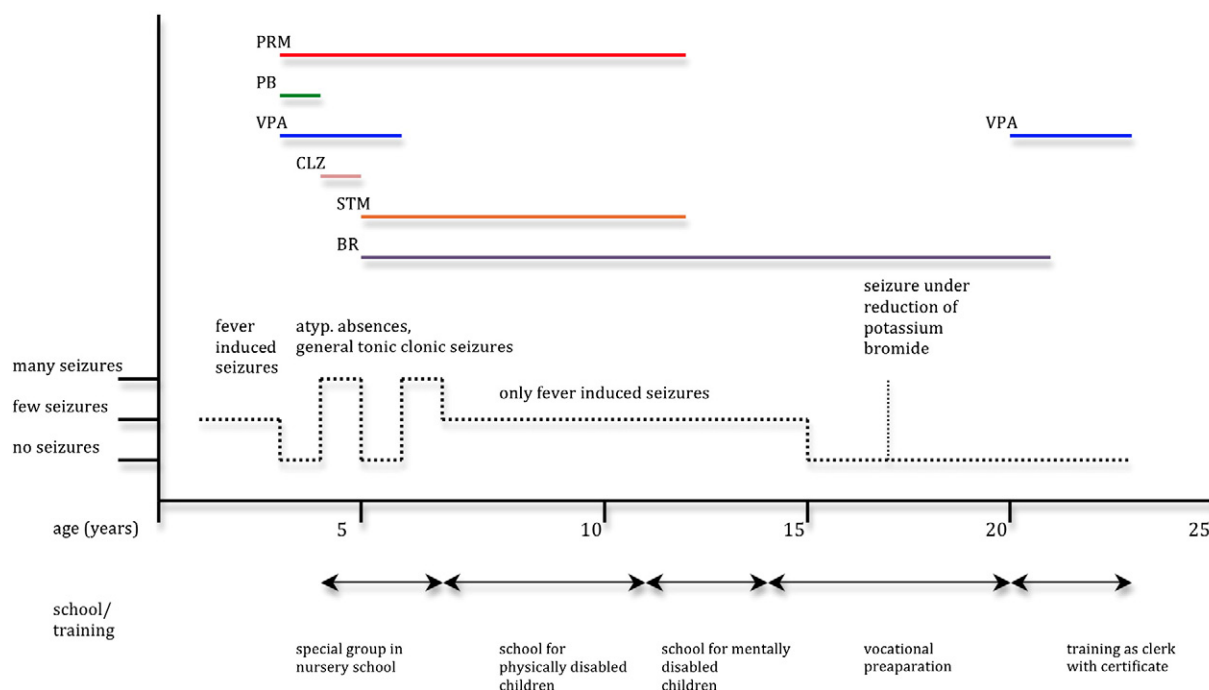 PRM
PB
VPA
VPA
CLZ
STM
BR
seizure under
reduction of
potassium
bromide
fever
induced
seizures
atyp. absences,
general tonic clonic seizures
many seizures
only fever induced seizures
few seizures
no seizures
age (years)
5
10
15
20
25
school/
training
special group in
nursery school
school for
physically disabled
children
school for mentally
disabled
children
vocational
preaparation
training as clerk
with certificate